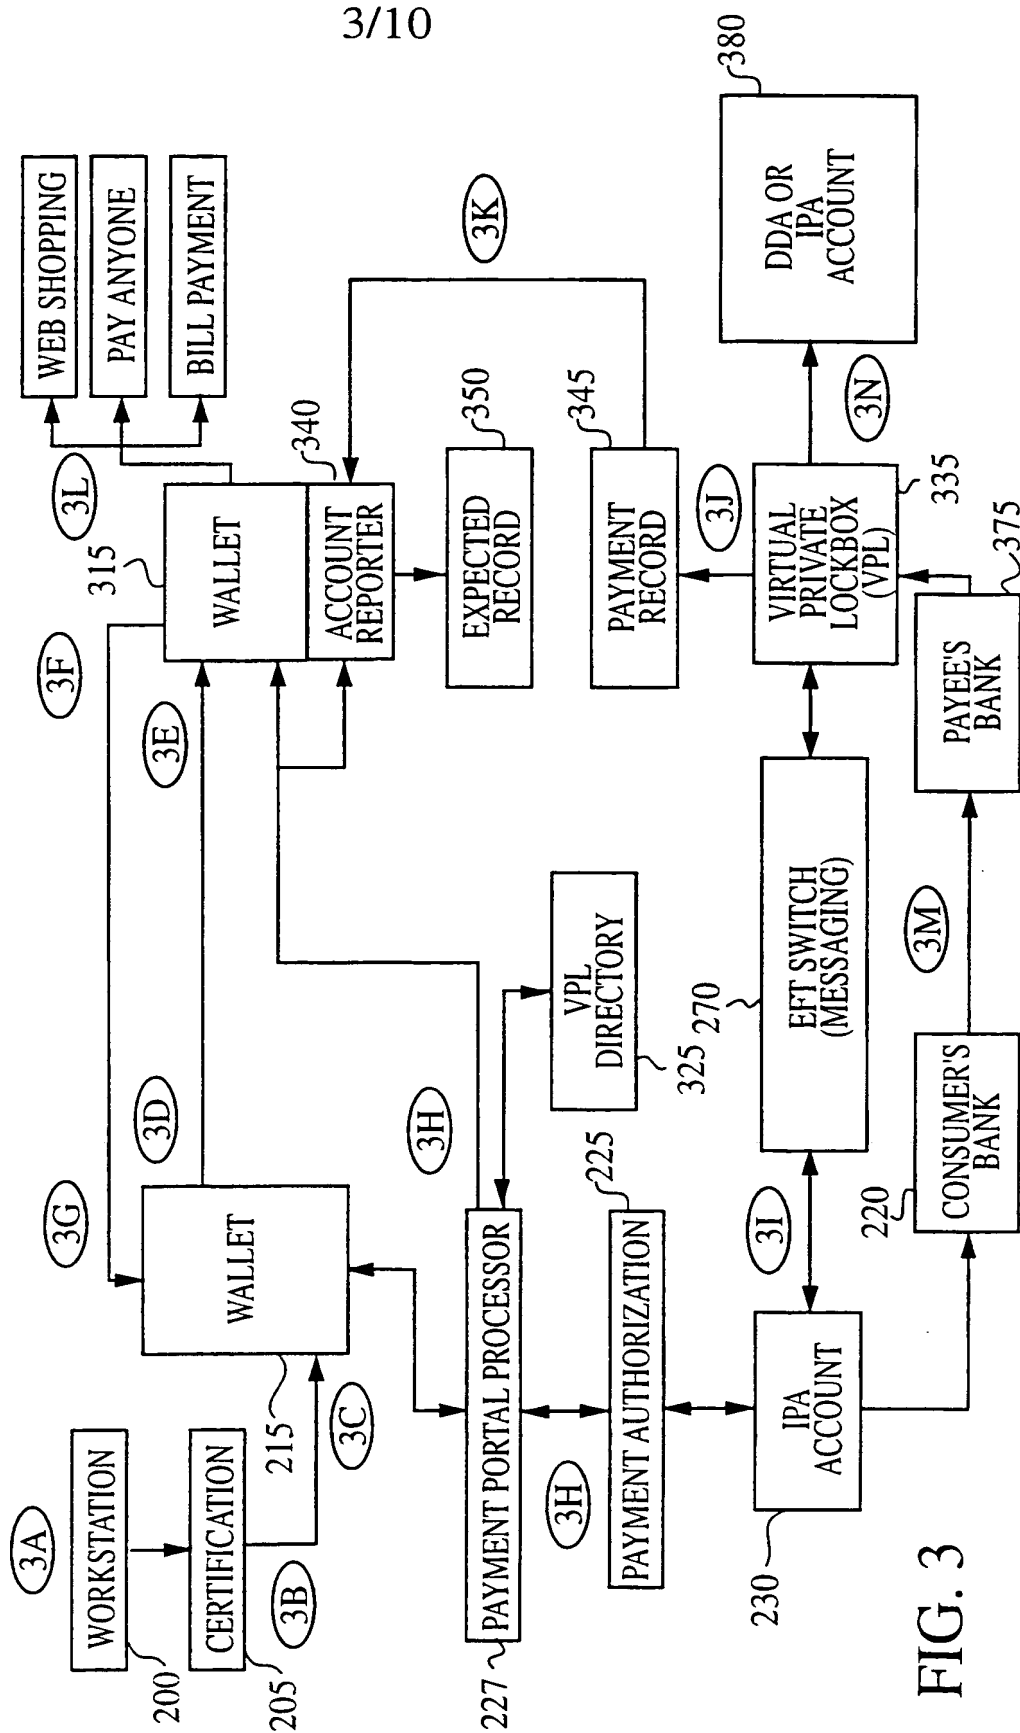 3/10
3A
WORKSTATION
200
CERTIFICATION
205
3B
3C
WALLET
215
3G
3D
3F
3E
315
WALLET
3L
WEB SHOPPING
PAY ANYONE
BILL PAYMENT
ACCOUNT
REPORTER
340
EXPECTED
RECORD
350
PAYMENT
RECORD
345
3K
3H
PAYMENT PORTAL PROCESSOR
227
VPL
DIRECTORY
325
3H
PAYMENT AUTHORIZATION
225
IPA
ACCOUNT
230
3I
EFT SWITCH
(MESSAGING)
270
3J
VIRTUAL
PRIVATE
LOCKBOX
(VPL)
335
3N
DDA OR
IPA
ACCOUNT
380
CONSUMER'S
BANK
220
3M
PAYEE'S
BANK
375
FIG. 3